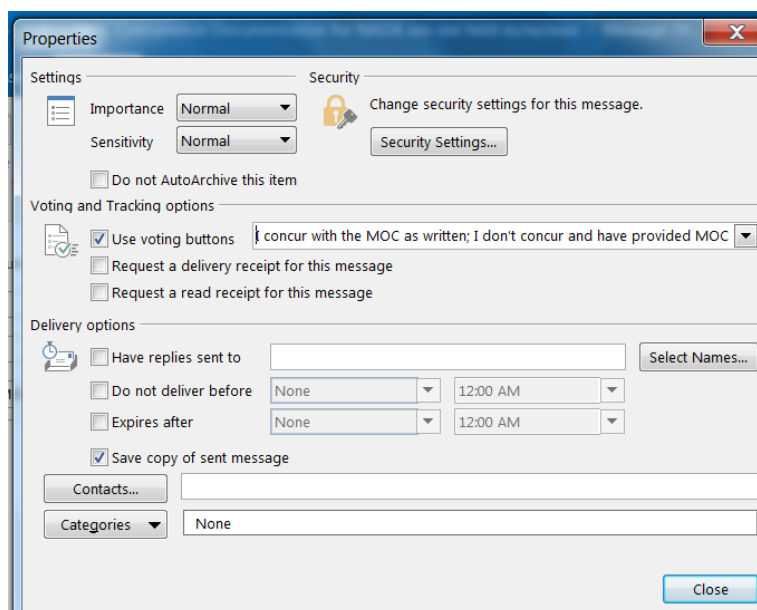 Properties
X
Settings Security
Importance Normal Change security settings for this message.
Sensitivity Normal Security Settings...
Do not AutoArchive this item
Voting and Tracking options
Use voting buttons I concur with the MOC as written; I don't concur and have provided MOC
Request a delivery receipt for this message
Request a read receipt for this message
Delivery options
Have replies sent to Select Names...
Do not deliver before None 12:00 AM
Expires after None 12:00 AM
Save copy of sent message
Contacts...
Categories None
Close